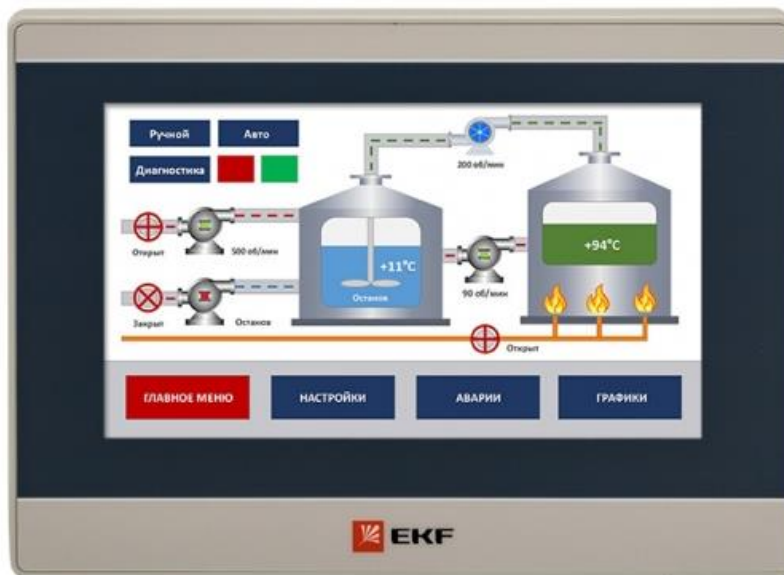 Ручной
Авто
Диагностика
200 об/мин
Открыт
500 об/мин
+11°C
Останов
90 об/мин
+94°C
Закрыт
Останов
Открыт
ГЛАВНОЕ МЕНЮ
НАСТРОЙКИ
АВАРИИ
ГРАФИКИ
EKF